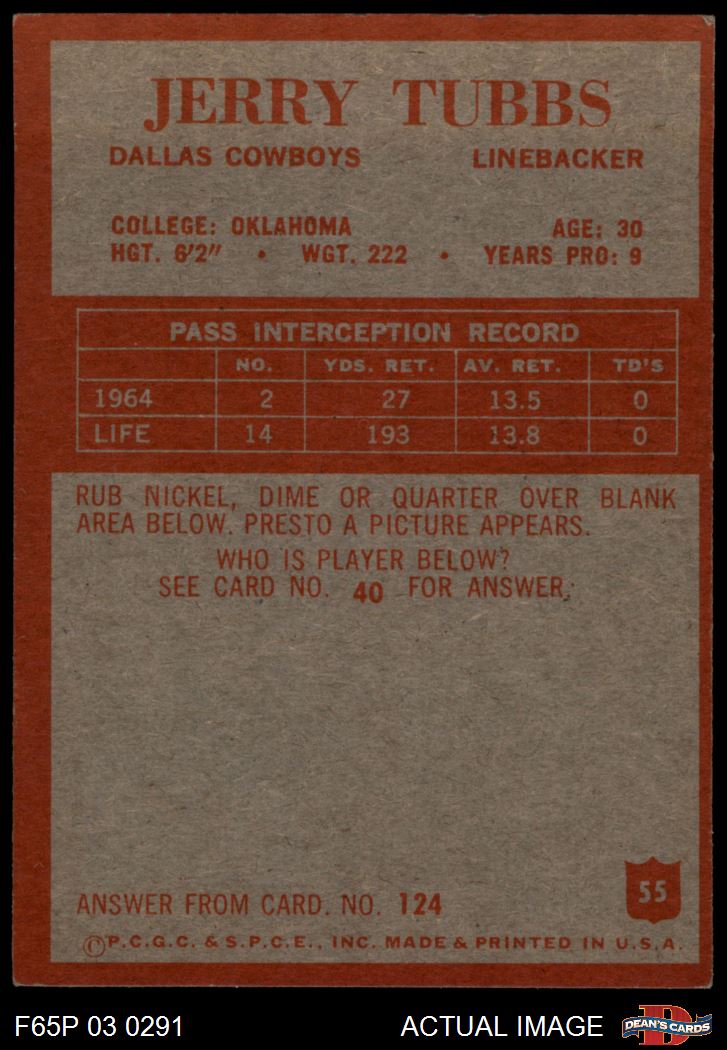 JERRY TUBBS
DALLAS COWBOYS LINEBACKER
COLLEGE: OKLAHOMA AGE: 30
HGT. 6'2" • WGT. 222 • YEARS PRO: 9
PASS INTERCEPTION RECORD
NO. YDS. RET. AV. RET. TD'S
1964 2 27 13.5 0
LIFE 14 193 13.8 0
RUB NICKEL, DIME OR QUARTER OVER BLANK
AREA BELOW. PRESTO A PICTURE APPEARS.
WHO IS PLAYER BELOW?
SEE CARD NO. 40 FOR ANSWER.
55
ANSWER FROM CARD. NO. 124
©P.C.G.C. & S.P.C.E., INC. MADE & PRINTED IN U.S.A.
F65P 03 0291 ACTUAL IMAGE D DEAN'S CARDS